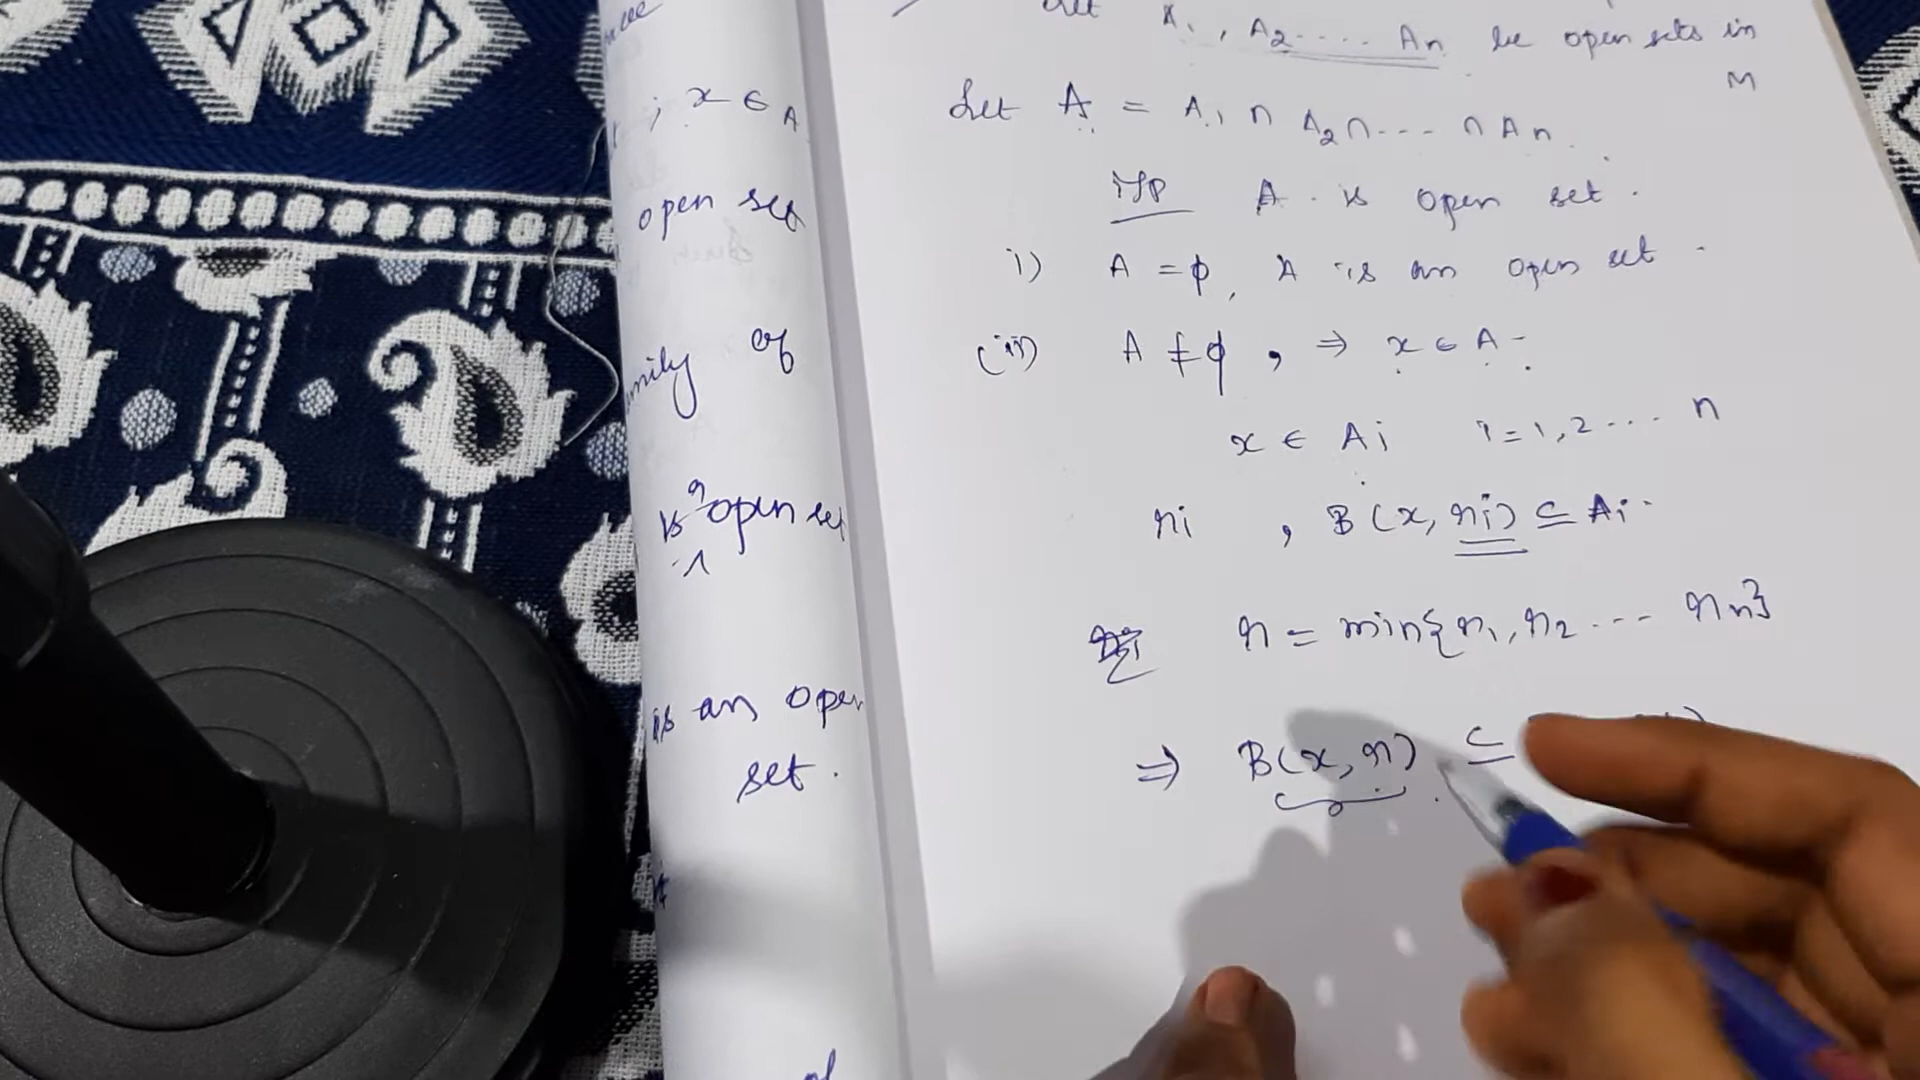 ; x ∈ A
open set
of
is open set
is an open
set.
Let A1, A2.... An be open sets in
M
Let A = A1 ∩ A2 ∩ --- ∩ An.
A is open set.
i) A = φ, A is an open set.
(ii) A ≠ φ, ⇒ x ∈ A.
x ∈ Ai i = 1, 2 .... n
ri , B(x, ri) ⊆ Ai.
r = min{r1, r2 .... rn}
⇒ B(x, r) ⊆